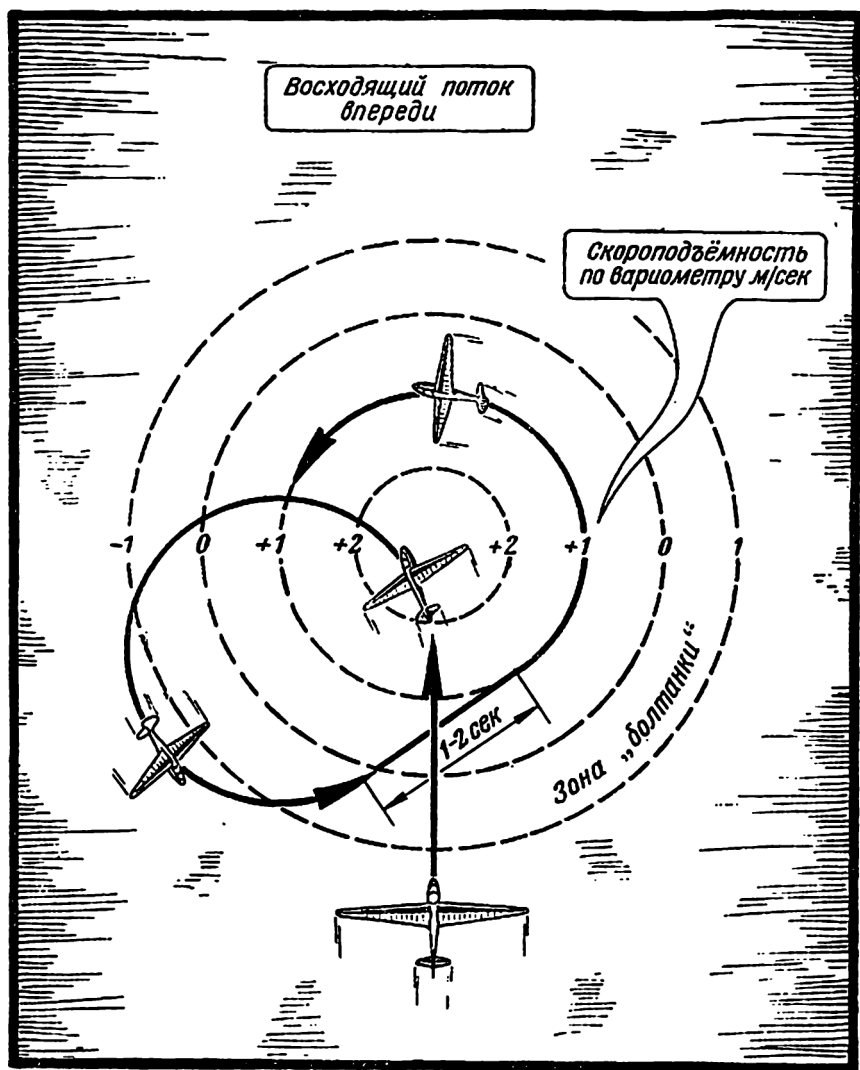 Восходящий поток
впереди
Скороподъёмность
по вариометру м/сек
-1 0 +1 +2 +2 +1 0 1
1-2 сек
Зона „болтанки“